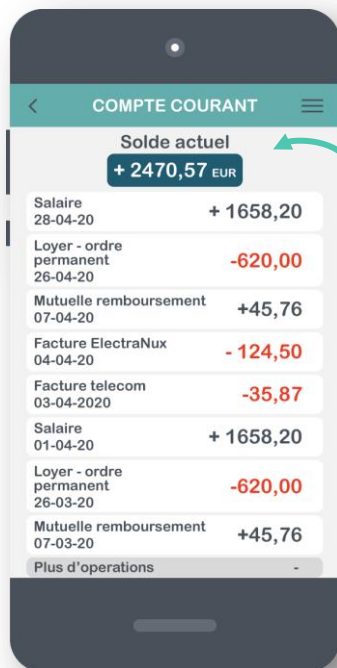 COMPTE COURANT
Solde actuel
+ 2470,57 EUR
Salaire
28-04-20
+ 1658,20
Loyer - ordre
permanent
26-04-20
-620,00
Mutuelle remboursement
07-04-20
+45,76
Facture ElectraNux
04-04-20
- 124,50
Facture telecom
03-04-2020
-35,87
Salaire
01-04-20
+ 1658,20
Loyer - ordre
permanent
26-03-20
-620,00
Mutuelle remboursement
07-03-20
+45,76
Plus d'operations -